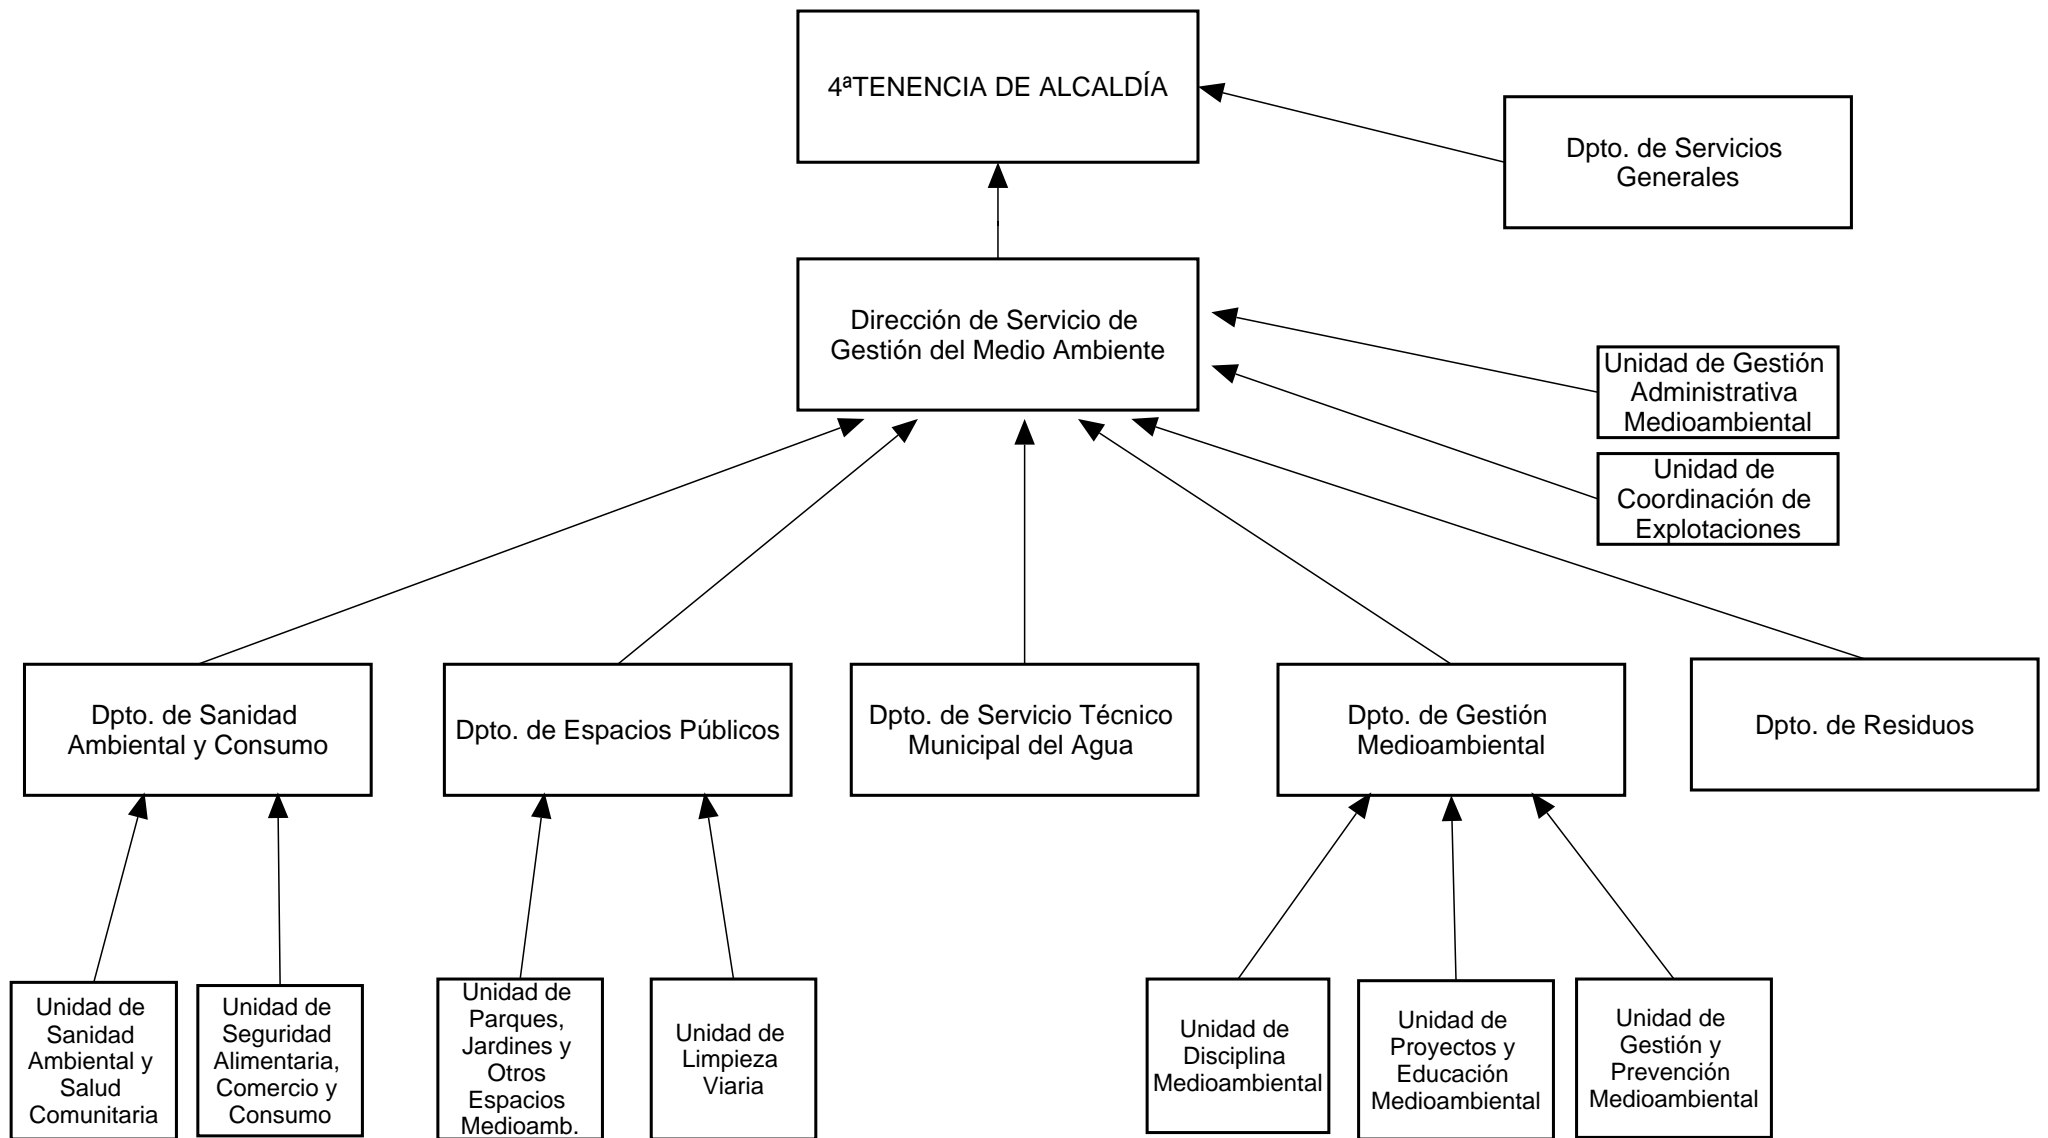 4ªTENENCIA DE ALCALDÍA
Dpto. de Servicios
Generales
Dirección de Servicio de
Gestión del Medio Ambiente
Unidad de Gestión
Administrativa
Medioambiental
Unidad de
Coordinación de
Explotaciones
Dpto. de Sanidad
Ambiental y Consumo
Dpto. de Espacios Públicos
Dpto. de Servicio Técnico
Municipal del Agua
Dpto. de Gestión
Medioambiental
Dpto. de Residuos
Unidad de
Sanidad
Ambiental y
Salud
Comunitaria
Unidad de
Seguridad
Alimentaria,
Comercio y
Consumo
Unidad de
Parques,
Jardines y
Otros
Espacios
Medioamb.
Unidad de
Limpieza
Viaria
Unidad de
Disciplina
Medioambiental
Unidad de
Proyectos y
Educación
Medioambiental
Unidad de
Gestión y
Prevención
Medioambiental